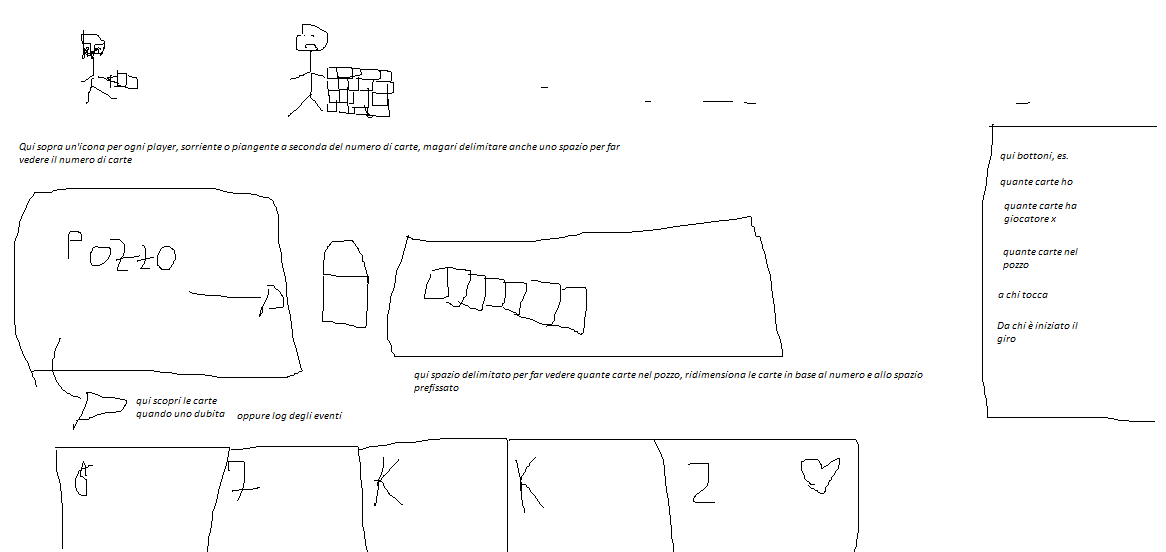 Qui sopra un'icona per ogni player, sorriente o piangente a seconda del numero di carte, magari delimitare anche uno spazio per far
vedere il numero di carte
qui bottoni, es.
quante carte ho
quante carte ha
giocatore x
quante carte nel
pozzo
a chi tocca
Da chi è iniziato il
giro
Pozzo
qui spazio delimitato per far vedere quante carte nel pozzo, ridimensiona le carte in base al numero e allo spazio
prefissato
qui scopri le carte
quando uno dubita
oppure log degli eventi
6 7 K K 2